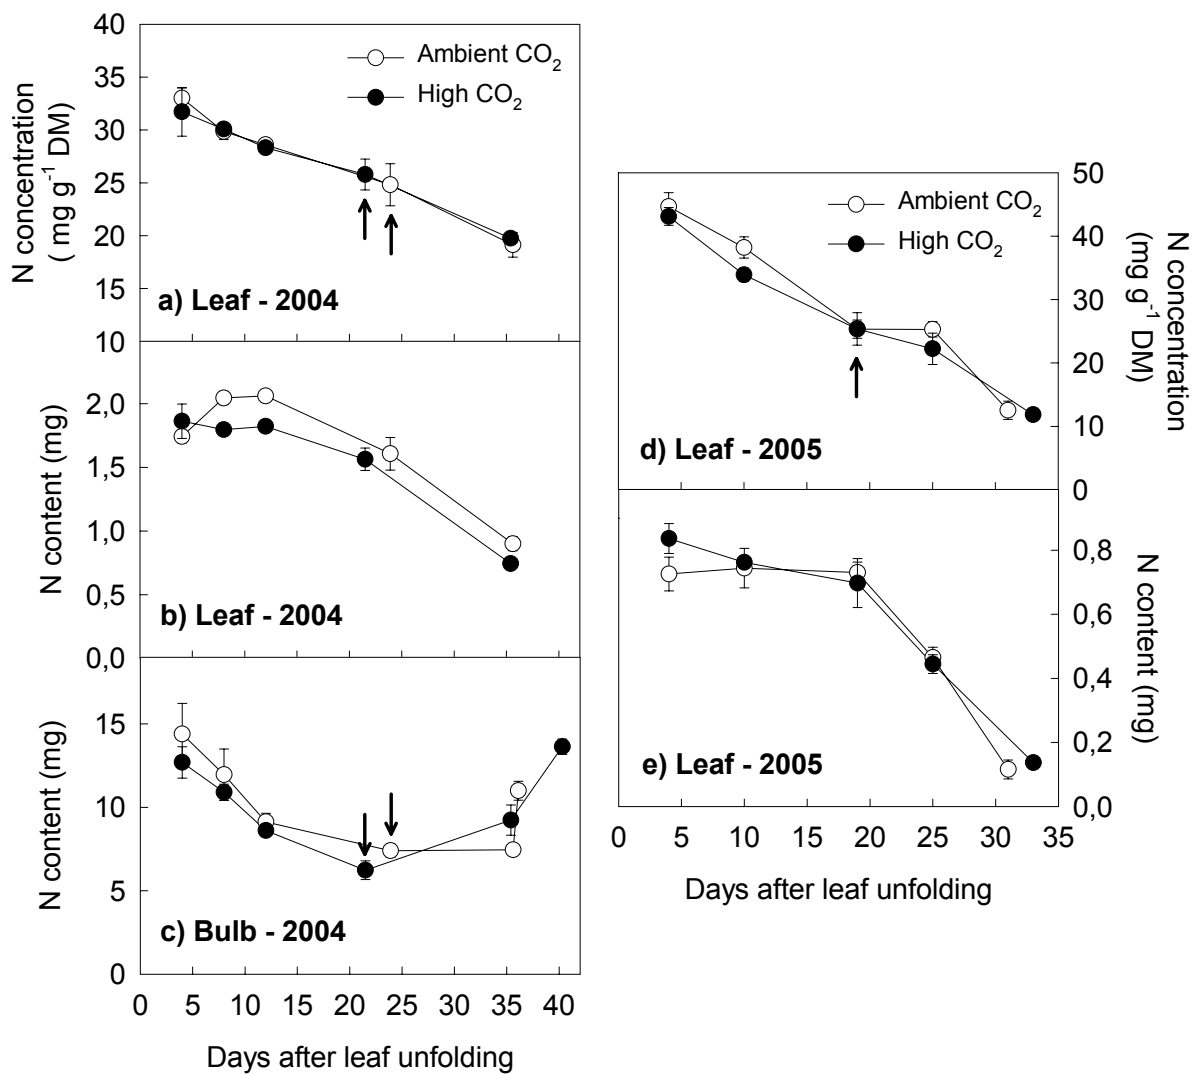 40
35
30
25
20
15
10
N concentration
( mg g⁻¹ DM)
Ambient CO₂
High CO₂
a) Leaf - 2004
2,0
1,5
1,0
0,5
0,0
N content (mg)
b) Leaf - 2004
15
10
5
0
N content (mg)
c) Bulb - 2004
0 5 10 15 20 25 30 35 40
Days after leaf unfolding
50
40
30
20
10
0
N concentration
(mg g⁻¹ DM)
Ambient CO₂
High CO₂
d) Leaf - 2005
0,8
0,6
0,4
0,2
0,0
N content (mg)
e) Leaf - 2005
0 5 10 15 20 25 30 35
Days after leaf unfolding